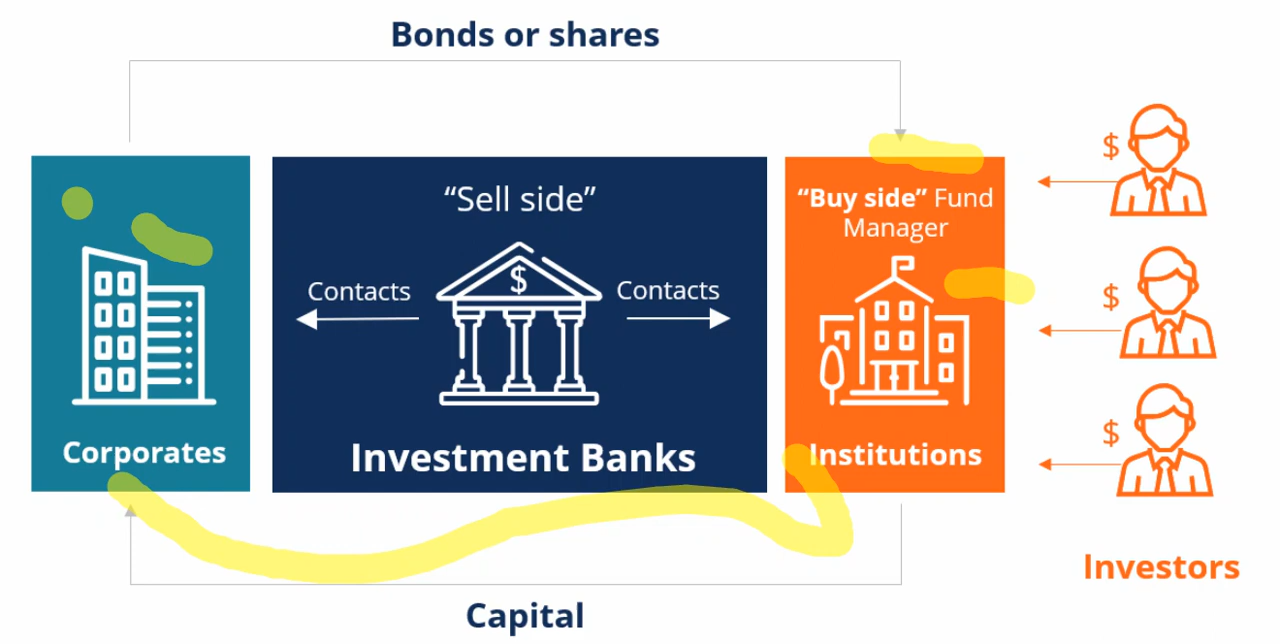 Bonds or shares
“Sell side”
“Buy side” Fund
Manager
$
$
Contacts
Contacts
$
$
Corporates
Investment Banks
Institutions
Investors
Capital